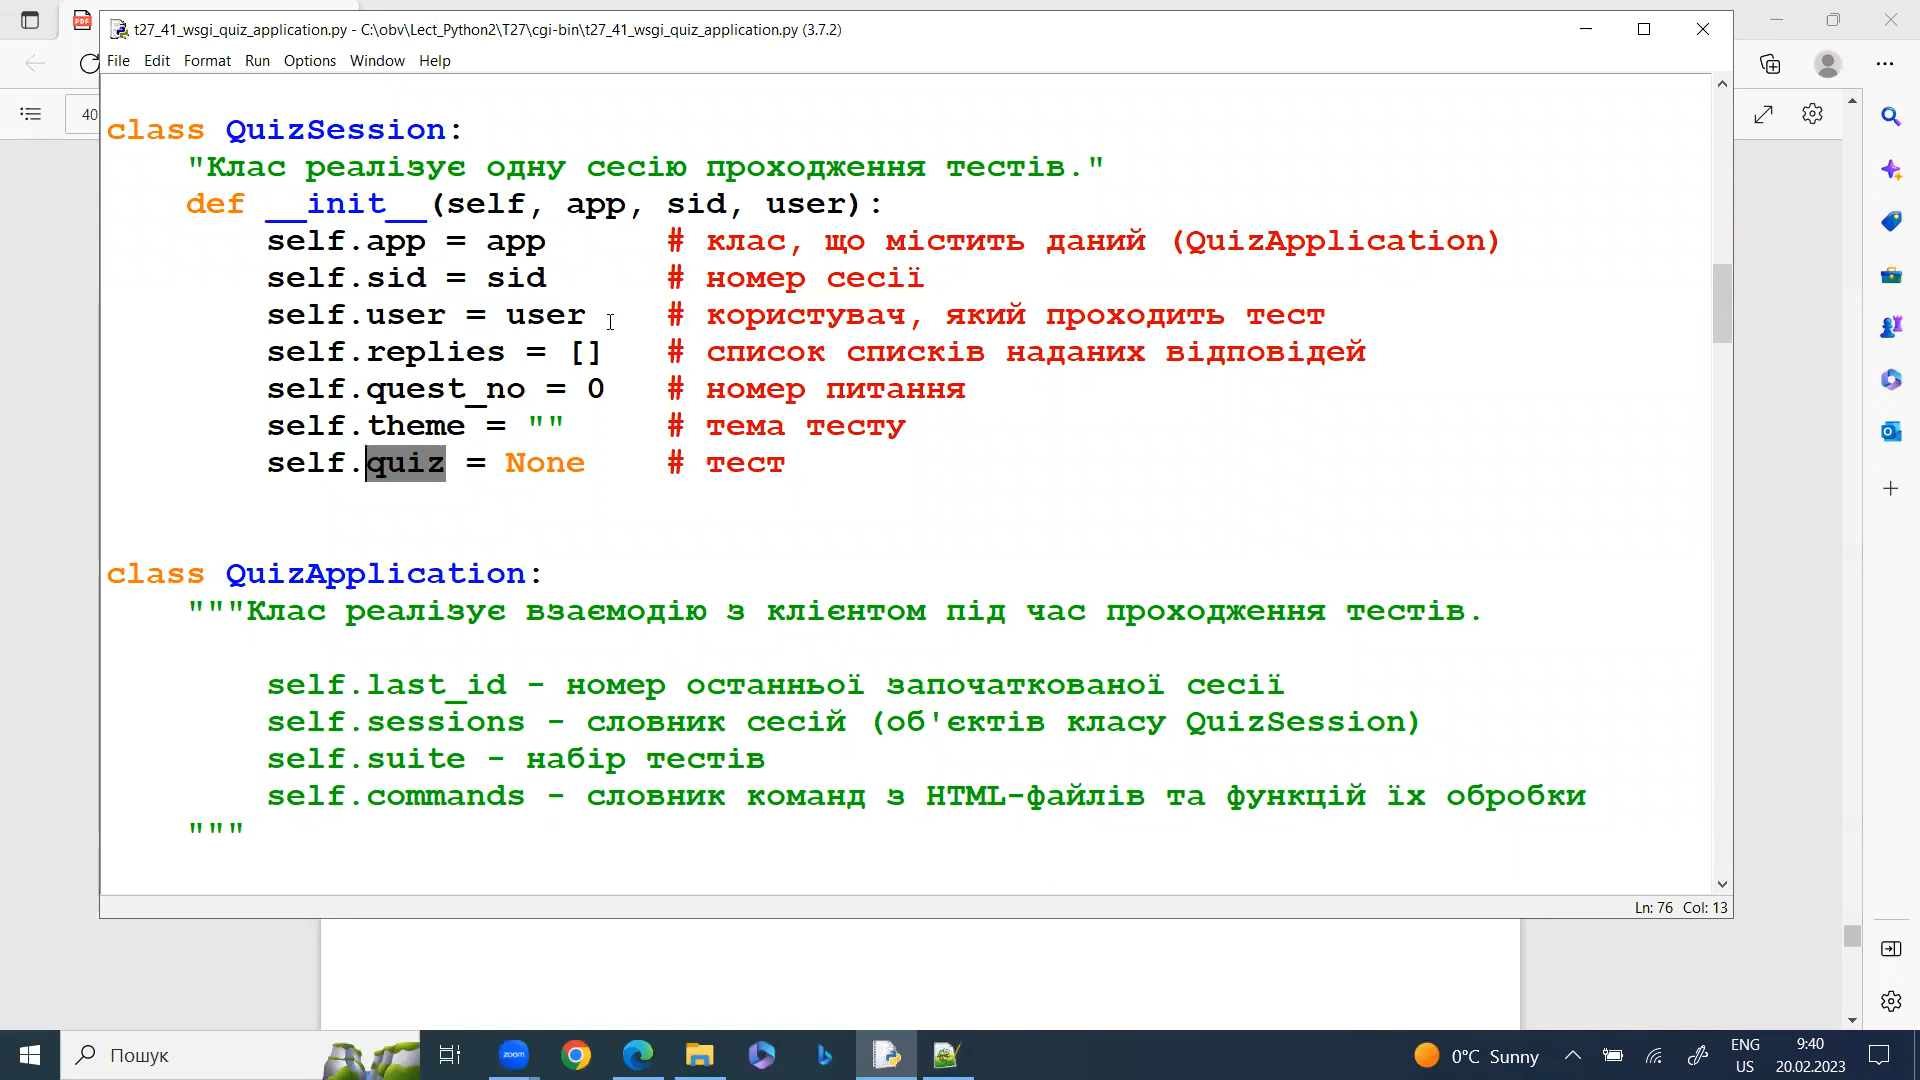 t27_41_wsgi_quiz_application.py - C:\obv\Lect_Python2\T27\cgi-bin\t27_41_wsgi_quiz_application.py (3.7.2)
File Edit Format Run Options Window Help
40
class QuizSession:
"Клас реалізує одну сесію проходження тестів."
def __init__(self, app, sid, user):
self.app = app # клас, що містить даний (QuizApplication)
self.sid = sid # номер сесії
self.user = user # користувач, який проходить тест
self.replies = [] # список списків наданих відповідей
self.quest_no = 0 # номер питання
self.theme = "" # тема тесту
self.quiz = None # тест
class QuizApplication:
"""Клас реалізує взаємодію з клієнтом під час проходження тестів.
self.last_id - номер останньої започаткованої сесії
self.sessions - словник сесій (об'єктів класу QuizSession)
self.suite - набір тестів
self.commands - словник команд з HTML-файлів та функцій їх обробки
"""
Ln: 76 Col: 13
Пошук
zoom
0°C Sunny
ENG
US
9:40
20.02.2023